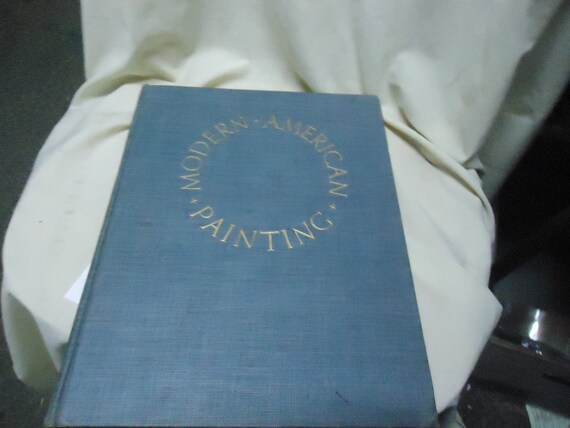 MODERN · AMERICAN
* PAINTING *